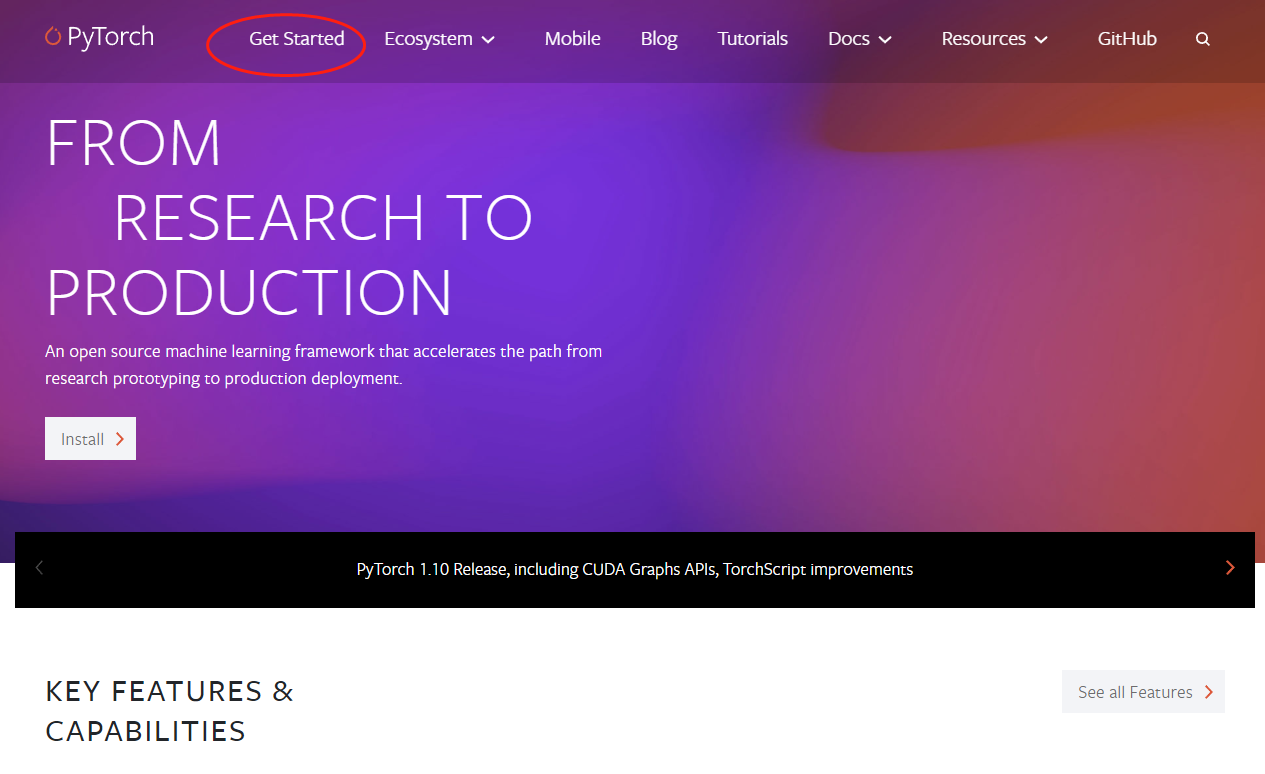 PyTorch
Get Started
Ecosystem
Mobile
Blog
Tutorials
Docs
Resources
GitHub
FROM
RESEARCH TO
PRODUCTION
An open source machine learning framework that accelerates the path from
research prototyping to production deployment.
Install
PyTorch 1.10 Release, including CUDA Graphs APIs, TorchScript improvements
KEY FEATURES &
CAPABILITIES
See all Features